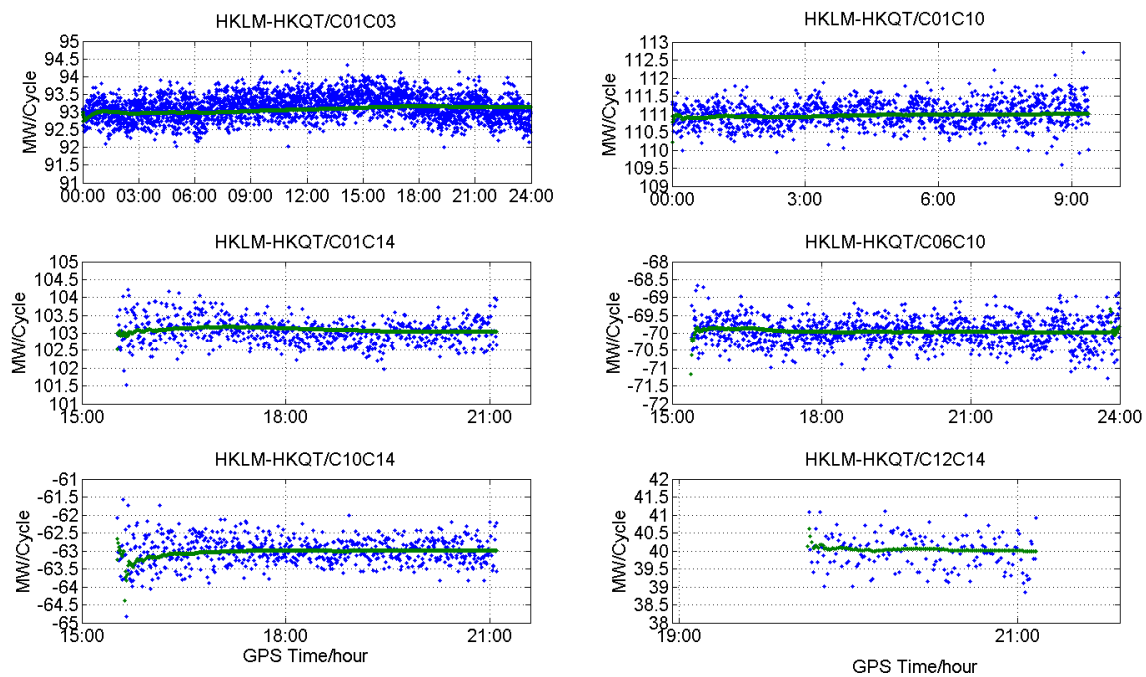 HKLM-HKQT/C01C03
MW/Cycle
95
94.5
94
93.5
93
92.5
92
91.5
91
00:00 03:00 06:00 09:00 12:00 15:00 18:00 21:00 24:00
HKLM-HKQT/C01C10
MW/Cycle
113
112.5
112
111.5
111
110.5
110
109.5
109
00:00 3:00 6:00 9:00
HKLM-HKQT/C01C14
MW/Cycle
105
104.5
104
103.5
103
102.5
102
101.5
101
15:00 18:00 21:00
HKLM-HKQT/C06C10
MW/Cycle
-68
-68.5
-69
-69.5
-70
-70.5
-71
-71.5
-72
15:00 18:00 21:00 24:00
HKLM-HKQT/C10C14
MW/Cycle
-61
-61.5
-62
-62.5
-63
-63.5
-64
-64.5
-65
15:00 18:00 21:00
GPS Time/hour
HKLM-HKQT/C12C14
MW/Cycle
42
41.5
41
40.5
40
39.5
39
38.5
38
19:00 21:00
GPS Time/hour